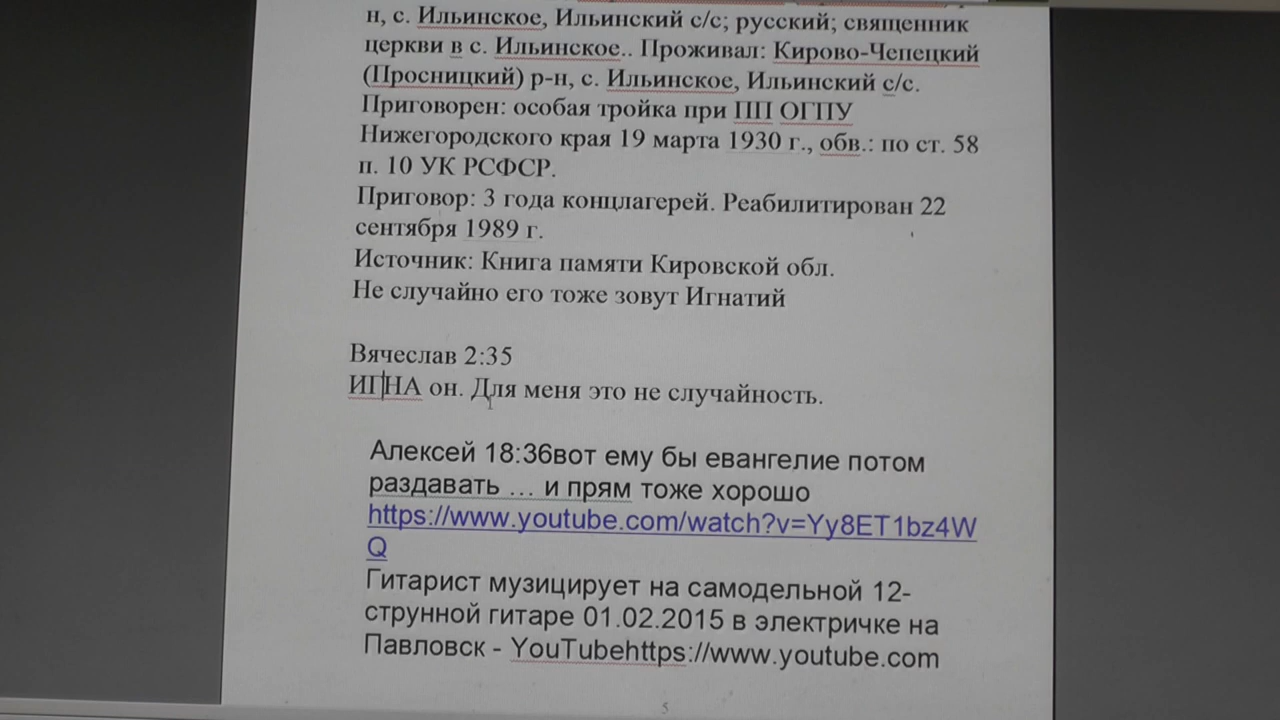 н, с. Ильинское, Ильинский с/с; русский; священник
церкви в с. Ильинское.. Проживал: Кирово-Чепецкий
(Просницкий) р-н, с. Ильинское, Ильинский с/с.
Приговорен: особая тройка при ПП ОГПУ
Нижегородского края 19 марта 1930 г., обв.: по ст. 58
п. 10 УК РСФСР.
Приговор: 3 года концлагерей. Реабилитирован 22
сентября 1989 г.
Источник: Книга памяти Кировской обл.
Не случайно его тоже зовут Игнатий
Вячеслав 2:35
ИГНА он. Для меня это не случайность.
Алексей 18:36вот ему бы евангелие потом
раздавать … и прям тоже хорошо
https://www.youtube.com/watch?v=Yy8ET1bz4W
Q
Гитарист музицирует на самодельной 12-
струнной гитаре 01.02.2015 в электричке на
Павловск - YouTubehttps://www.youtube.com
5